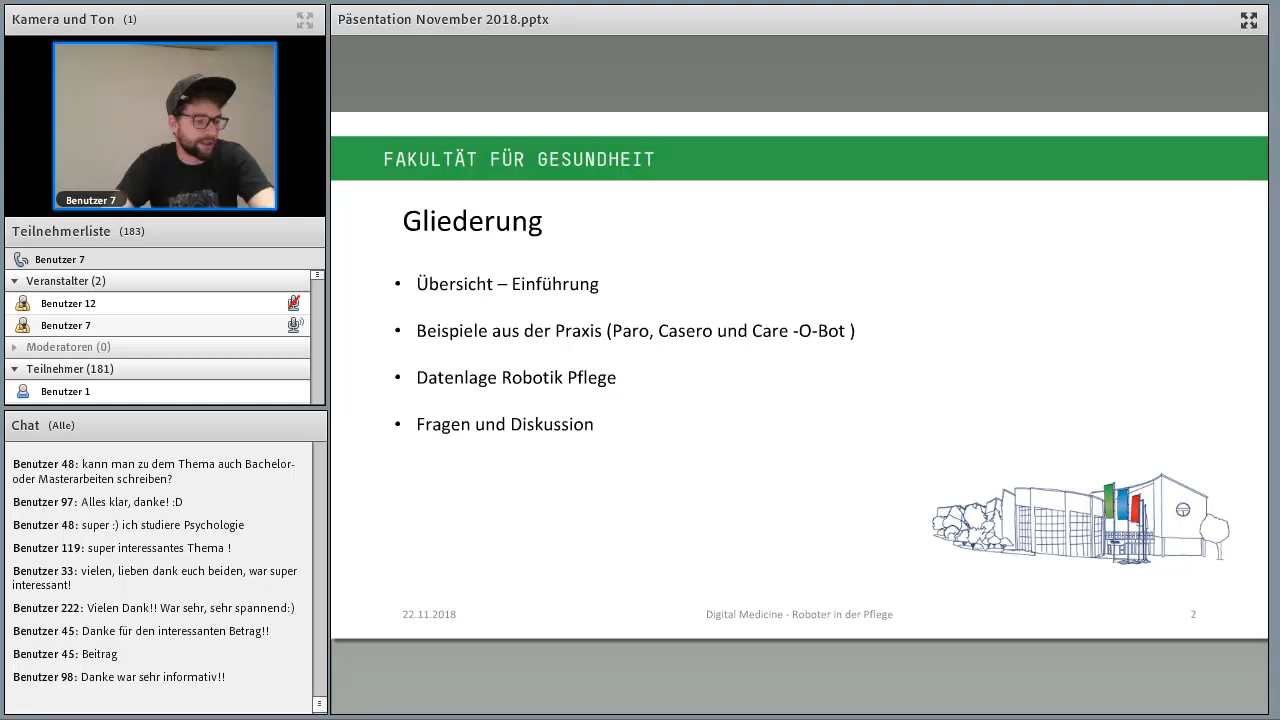 Kamera und Ton (1)
Benutzer 7
Teilnehmerliste (183)
Benutzer 7
Veranstalter (2)
Benutzer 12
Benutzer 7
Moderatoren (0)
Teilnehmer (181)
Benutzer 1
Chat (Alle)
Benutzer 48: kann man zu dem Thema auch Bachelor-
oder Masterarbeiten schreiben?
Benutzer 97: Alles klar, danke! :D
Benutzer 48: super :) ich studiere Psychologie
Benutzer 119: super interessantes Thema !
Benutzer 33: vielen, lieben dank euch beiden, war super
interessant!
Benutzer 222: Vielen Dank!! War sehr, sehr spannend:)
Benutzer 45: Danke für den interessanten Betrag!!
Benutzer 45: Beitrag
Benutzer 98: Danke war sehr informativ!!
Päsentation November 2018.pptx
FAKULTÄT FÜR GESUNDHEIT
Gliederung
• Übersicht – Einführung
• Beispiele aus der Praxis (Paro, Casero und Care -O-Bot )
• Datenlage Robotik Pflege
• Fragen und Diskussion
22.11.2018
Digital Medicine - Roboter in der Pflege
2